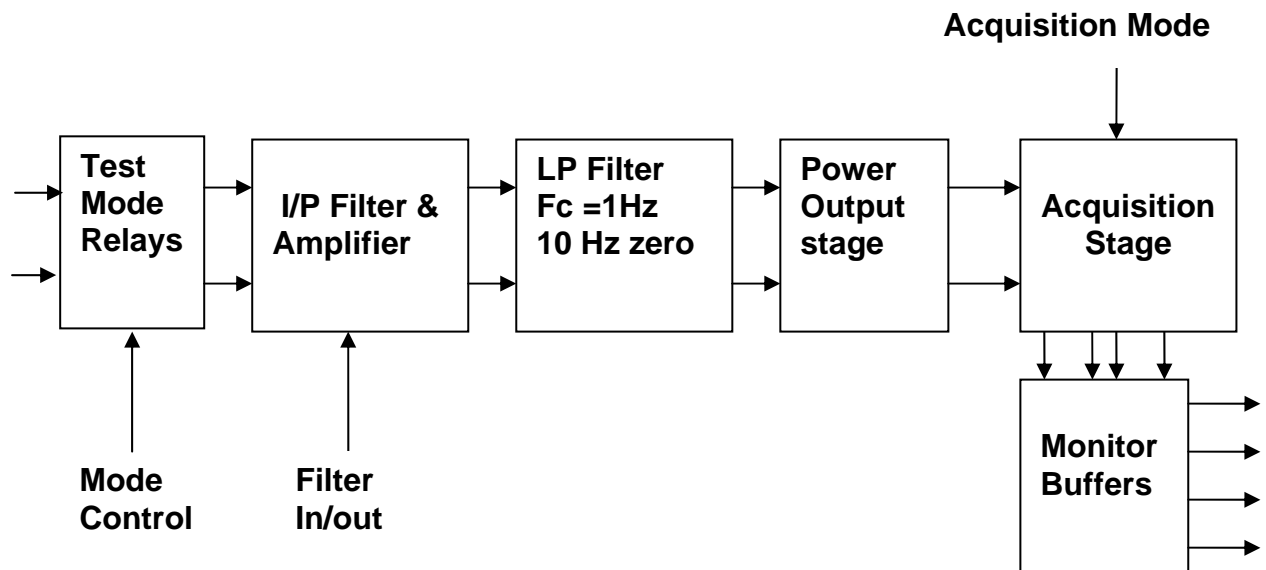 Acquisition Mode
Test
Mode
Relays
I/P Filter &
Amplifier
LP Filter
Fc =1Hz
10 Hz zero
Power
Output
stage
Acquisition
Stage
Monitor
Buffers
Mode
Control
Filter
In/out